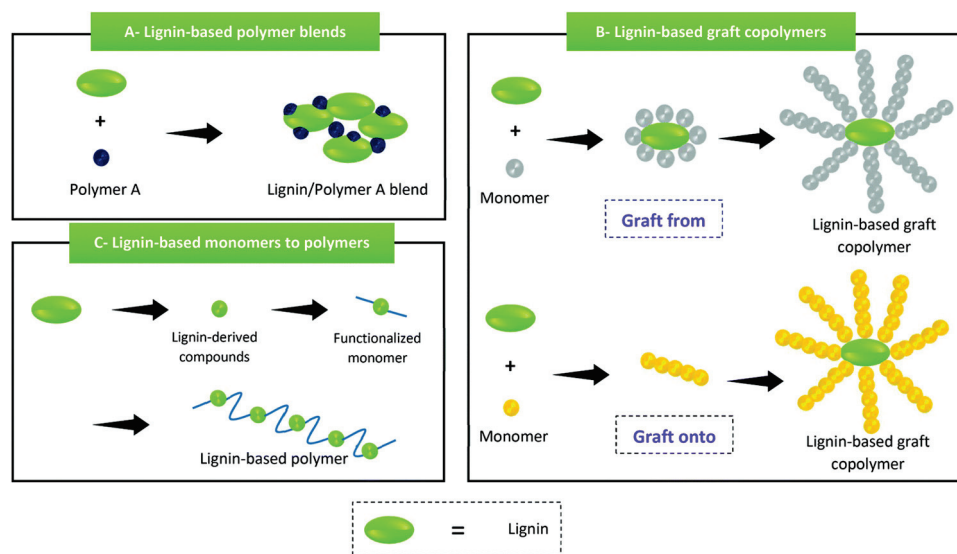 A- Lignin-based polymer blends
+
Polymer A
Lignin/Polymer A blend
C- Lignin-based monomers to polymers
Lignin-derived
compounds
Functionalized
monomer
Lignin-based polymer
B- Lignin-based graft copolymers
+
Monomer
Graft from
Lignin-based graft
copolymer
+
Monomer
Graft onto
Lignin-based graft
copolymer
= Lignin